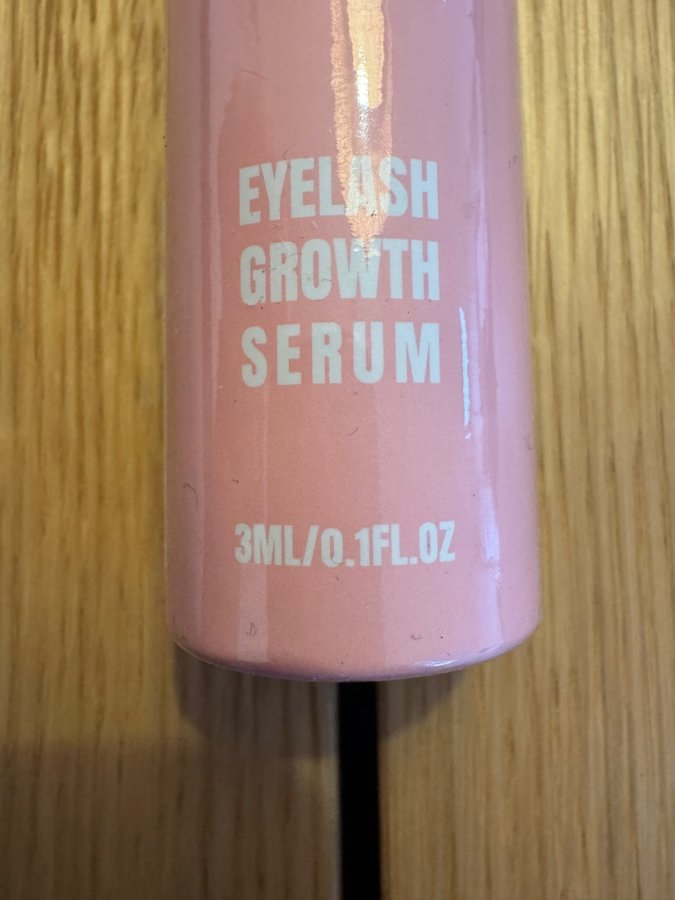 EYELASH
GROWTH
SERUM
3ML/0.1FL.OZ